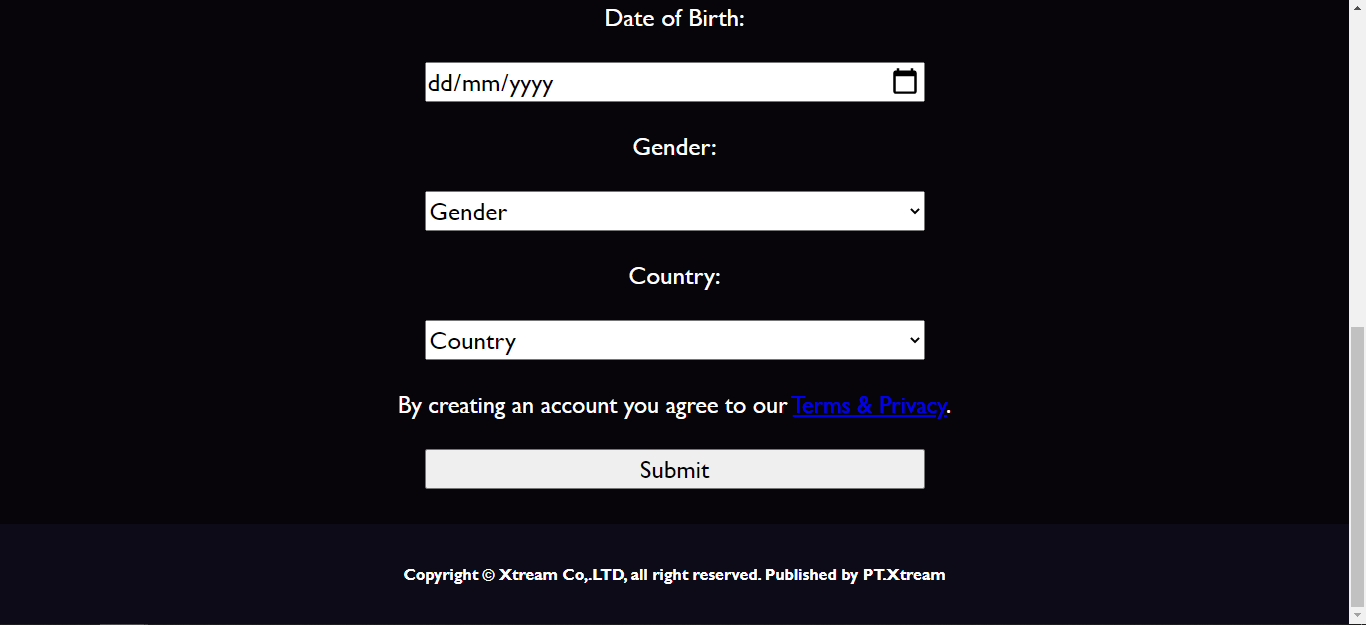 Date of Birth:
dd/mm/yyyy
Gender:
Gender
Country:
Country
By creating an account you agree to our Terms & Privacy.
Submit
Copyright © Xtream Co,.LTD, all right reserved. Published by PT.Xtream